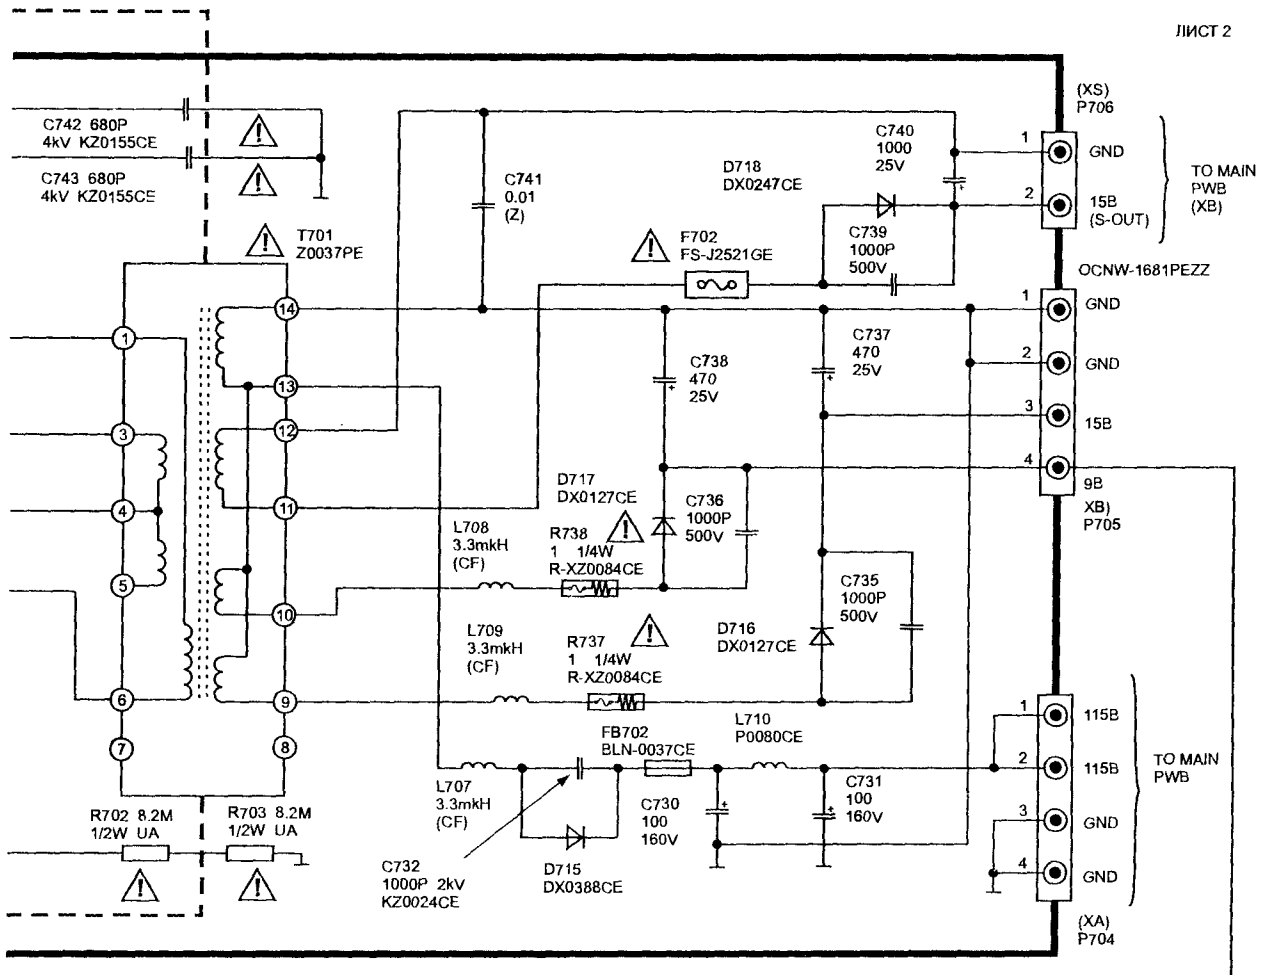 ЛИСТ 2
(XS)
P706
C742 680P
4kV KZ0155CE
C743 680P
4kV KZ0155CE
T701
Z0037PE
C741
0.01
(Z)
C740
1000
25V
D718
DX0247CE
C739
1000P
500V
F702
FS-J2521GE
1
GND
2
15B
(S-OUT)
TO MAIN
PWB
(XB)
OCNW-1681PEZZ
1
GND
2
GND
3
15B
4
9B
XB)
P705
C738
470
25V
C737
470
25V
14
13
12
11
10
9
8
1
3
4
5
6
7
D717
DX0127CE
C736
1000P
500V
L708
3.3mkH
(CF)
R738
1 1/4W
R-XZ0084CE
L709
3.3mkH
(CF)
R737
1 1/4W
R-XZ0084CE
D716
DX0127CE
C735
1000P
500V
FB702
BLN-0037CE
L710
P0080CE
L707
3.3mkH
(CF)
C730
100
160V
C731
100
160V
C732
1000P 2kV
KZ0024CE
D715
DX0388CE
R702 8.2M
1/2W UA
R703 8.2M
1/2W UA
1
115B
2
115B
3
GND
4
GND
TO MAIN
PWB
(XA)
P704